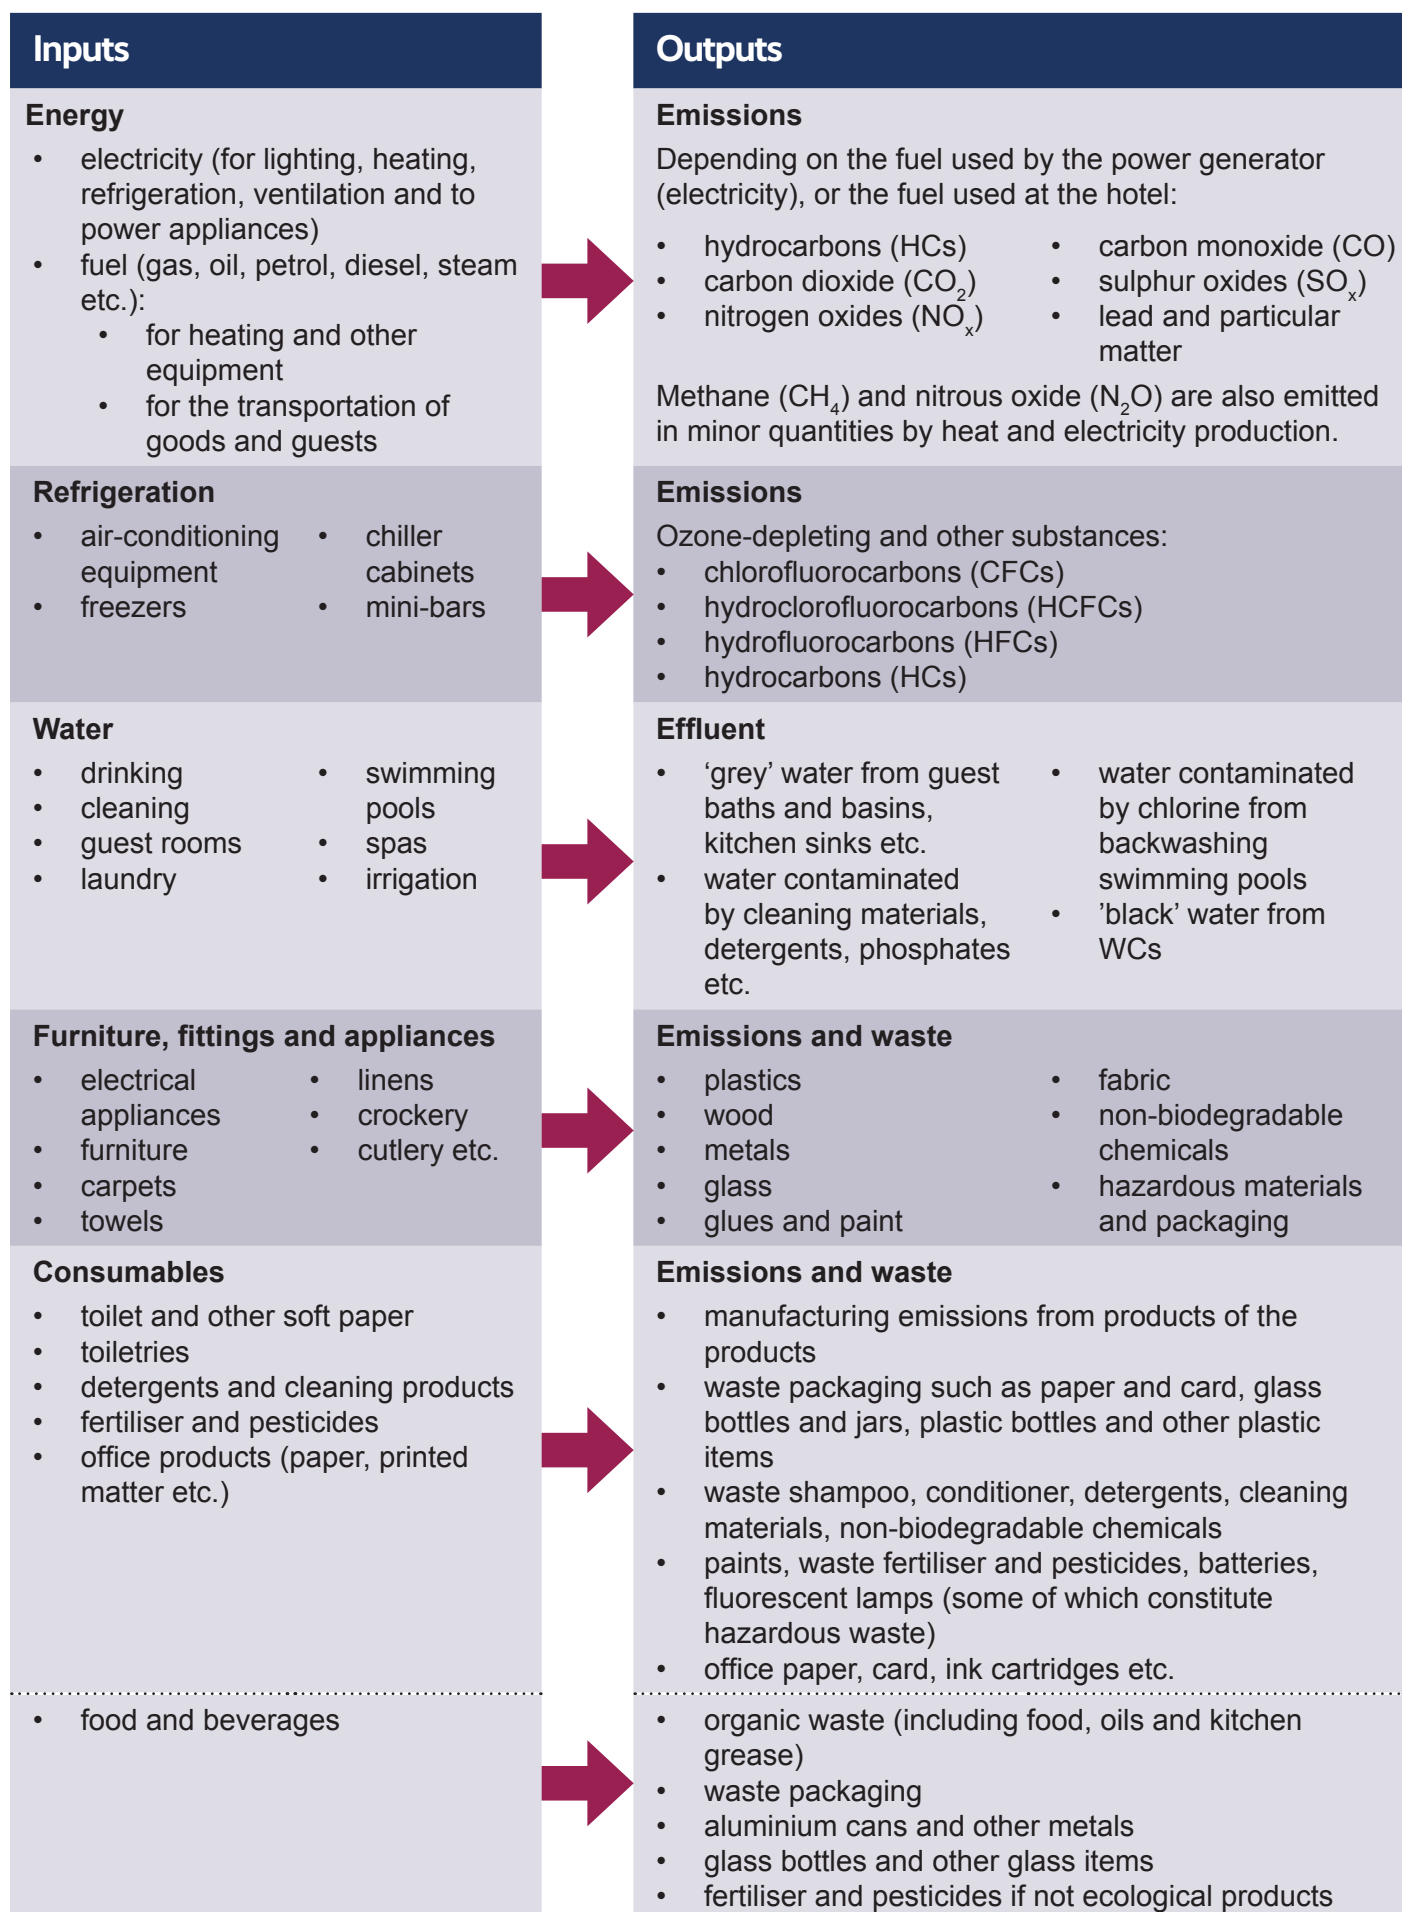 Inputs
Outputs
Energy
• electricity (for lighting, heating,
refrigeration, ventilation and to
power appliances)
• fuel (gas, oil, petrol, diesel, steam
etc.):
• for heating and other
equipment
• for the transportation of
goods and guests
Emissions
Depending on the fuel used by the power generator
(electricity), or the fuel used at the hotel:
• hydrocarbons (HCs)
• carbon dioxide (CO₂)
• nitrogen oxides (NOₓ)
• carbon monoxide (CO)
• sulphur oxides (SOₓ)
• lead and particular
matter
Methane (CH₄) and nitrous oxide (N₂O) are also emitted
in minor quantities by heat and electricity production.
Refrigeration
• air-conditioning
equipment
• freezers
• chiller
cabinets
• mini-bars
Emissions
Ozone-depleting and other substances:
• chlorofluorocarbons (CFCs)
• hydroclorofluorocarbons (HCFCs)
• hydrofluorocarbons (HFCs)
• hydrocarbons (HCs)
Water
• drinking
• cleaning
• guest rooms
• laundry
• swimming
pools
• spas
• irrigation
Effluent
• ‘grey’ water from guest
baths and basins,
kitchen sinks etc.
• water contaminated
by cleaning materials,
detergents, phosphates
etc.
• water contaminated
by chlorine from
backwashing
swimming pools
• ’black’ water from
WCs
Furniture, fittings and appliances
• electrical
appliances
• furniture
• carpets
• towels
• linens
• crockery
• cutlery etc.
Emissions and waste
• plastics
• wood
• metals
• glass
• glues and paint
• fabric
• non-biodegradable
chemicals
• hazardous materials
and packaging
Consumables
• toilet and other soft paper
• toiletries
• detergents and cleaning products
• fertiliser and pesticides
• office products (paper, printed
matter etc.)
Emissions and waste
• manufacturing emissions from products of the
products
• waste packaging such as paper and card, glass
bottles and jars, plastic bottles and other plastic
items
• waste shampoo, conditioner, detergents, cleaning
materials, non-biodegradable chemicals
• paints, waste fertiliser and pesticides, batteries,
fluorescent lamps (some of which constitute
hazardous waste)
• office paper, card, ink cartridges etc.
• food and beverages
• organic waste (including food, oils and kitchen
grease)
• waste packaging
• aluminium cans and other metals
• glass bottles and other glass items
• fertiliser and pesticides if not ecological products